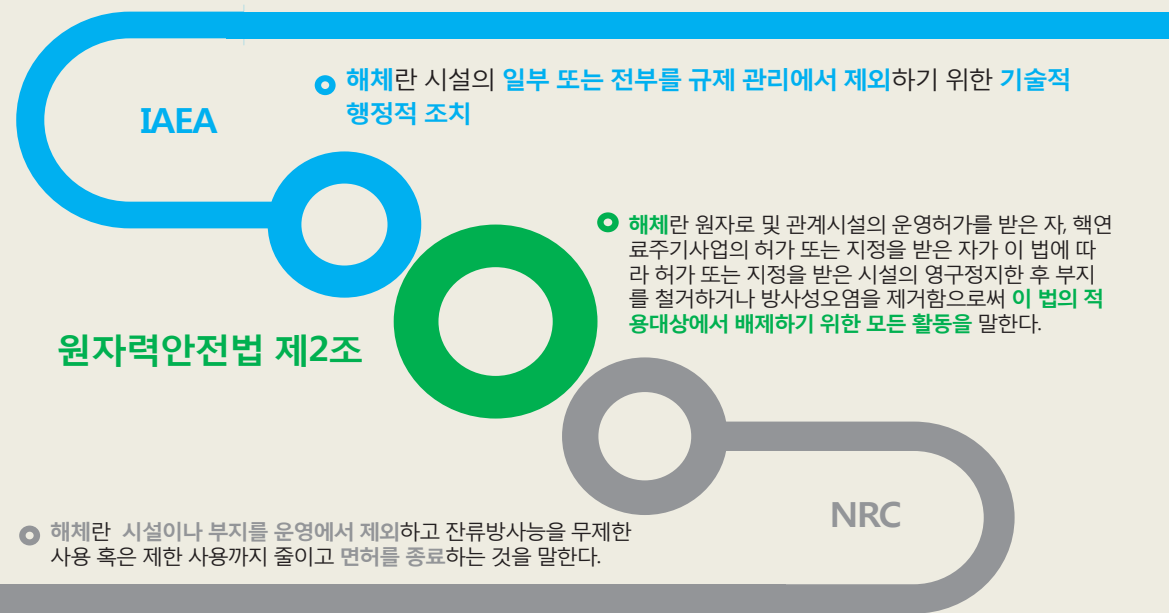 해체란 시설의 일부 또는 전부를 규제 관리에서 제외하기 위한 기술적
행정적 조치
IAEA
해체란 원자로 및 관계시설의 운영허가를 받은 자, 핵연
료주기사업의 허가 또는 지정을 받은 자가 이 법에 따
라 허가 또는 지정을 받은 시설의 영구정지한 후 부지
를 철거하거나 방사성오염을 제거함으로써 이 법의 적
용대상에서 배제하기 위한 모든 활동을 말한다.
원자력안전법 제2조
NRC
해체란 시설이나 부지를 운영에서 제외하고 잔류방사능을 무제한
사용 혹은 제한 사용까지 줄이고 면허를 종료하는 것을 말한다.